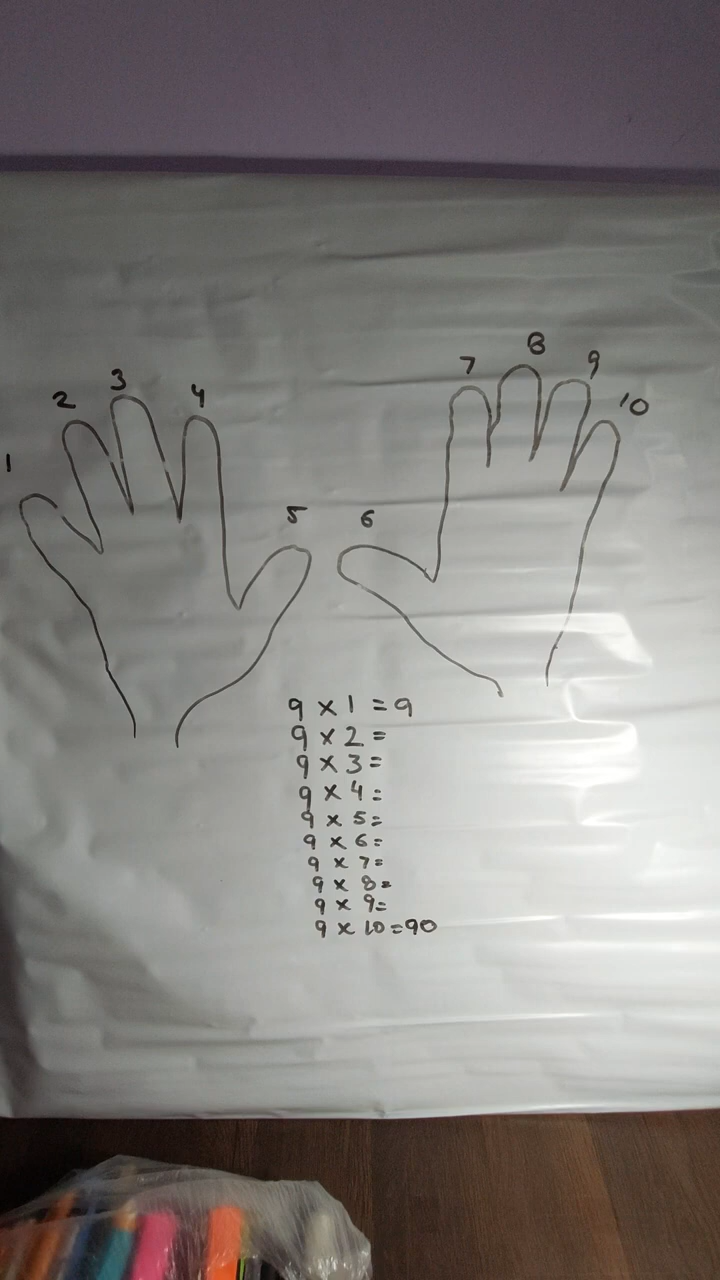 1 2 3 4 5 6 7 8 9 10
9 × 1 = 9
9 × 2 =
9 × 3 =
9 × 4 =
9 × 5 =
9 × 6 =
9 × 7 =
9 × 8 =
9 × 9 =
9 × 10 = 90